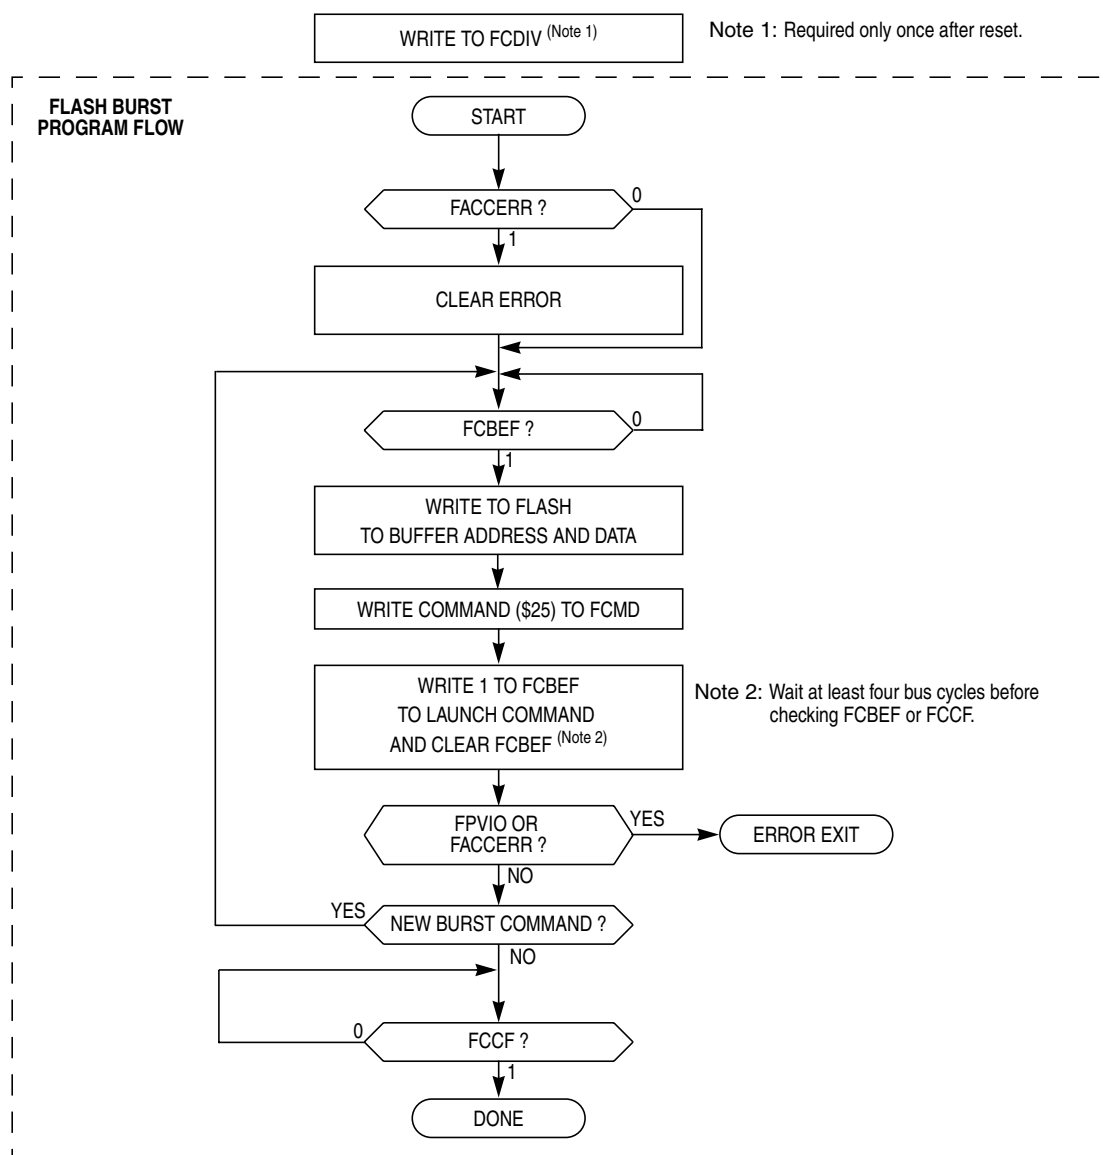 WRITE TO FCDIV (Note 1)
Note 1: Required only once after reset.
FLASH BURST
PROGRAM FLOW
START
FACCERR ?
0
1
CLEAR ERROR
FCBEF ?
0
1
WRITE TO FLASH
TO BUFFER ADDRESS AND DATA
WRITE COMMAND ($25) TO FCMD
WRITE 1 TO FCBEF
TO LAUNCH COMMAND
AND CLEAR FCBEF (Note 2)
Note 2: Wait at least four bus cycles before
checking FCBEF or FCCF.
FPVIO OR
FACCERR ?
YES
ERROR EXIT
NO
YES
NEW BURST COMMAND ?
NO
0
FCCF ?
1
DONE